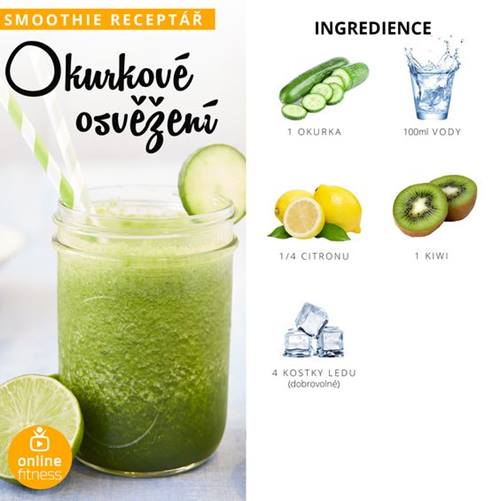 SMOOTHIE RECEPTÁŘ
Okurkové
osvěžení
INGREDIENCE
1 OKURKA
100ml VODY
1/4 CITRONU
1 KIWI
4 KOSTKY LEDU
(dobrovolné)
online
fitness